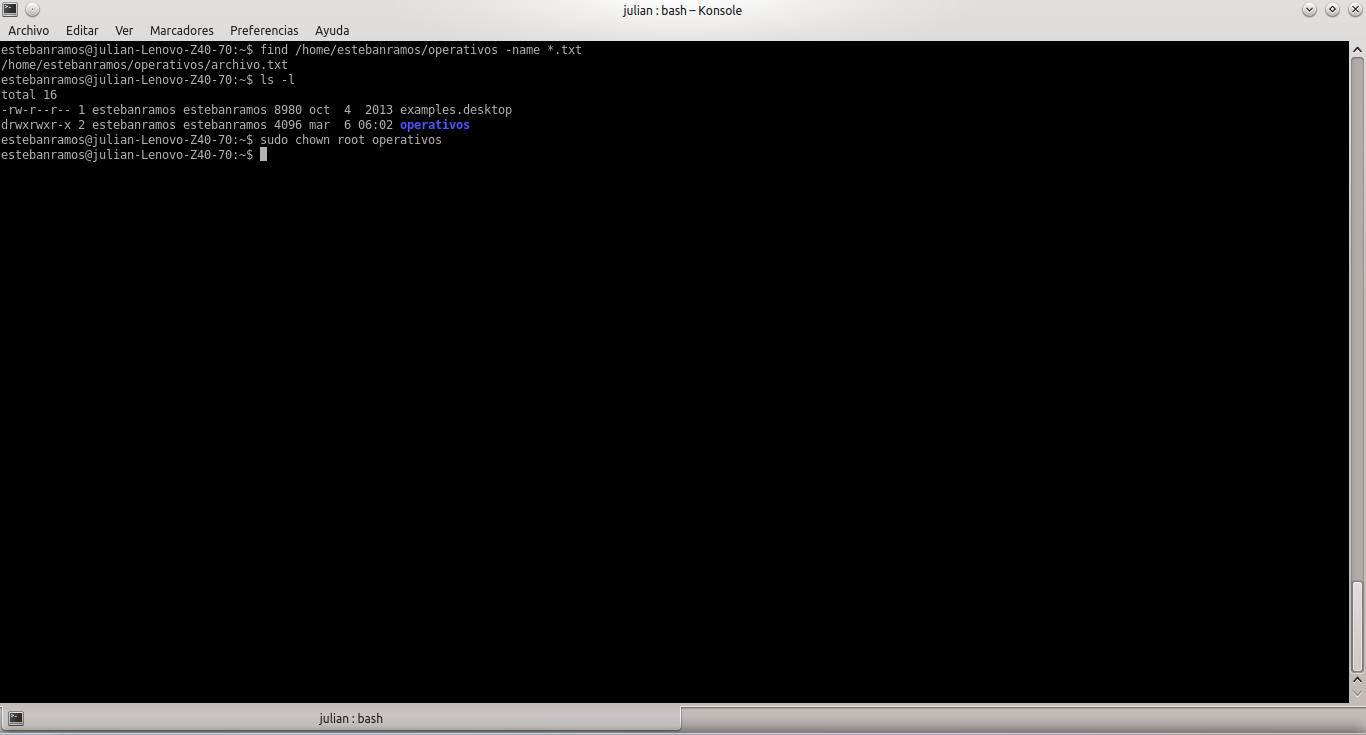 julian : bash – Konsole
Archivo Editar Ver Marcadores Preferencias Ayuda
estebanramos@julian-Lenovo-Z40-70:~$ find /home/estebanramos/operativos -name *.txt
/home/estebanramos/operativos/archivo.txt
estebanramos@julian-Lenovo-Z40-70:~$ ls -l
total 16
-rw-r--r-- 1 estebanramos estebanramos 8980 oct  4  2013 examples.desktop
drwxrwxr-x 2 estebanramos estebanramos 4096 mar  6 06:02 operativos
estebanramos@julian-Lenovo-Z40-70:~$ sudo chown root operativos
estebanramos@julian-Lenovo-Z40-70:~$
julian : bash